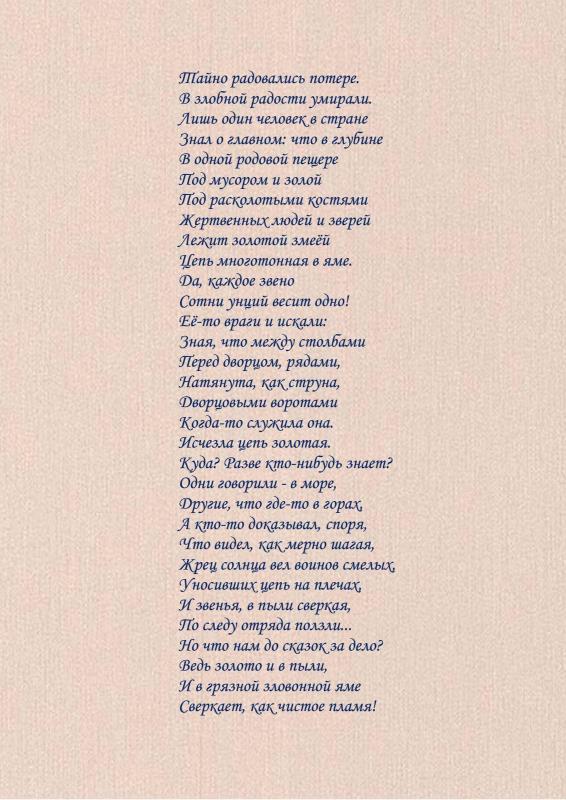 Тайно радовались потере.
В злобной радости умирали.
Лишь один человек в стране
Знал о главном: что в глубине
В одной родовой пещере
Под мусором и золой
Под расколотыми костями
Жертвенных людей и зверей
Лежит золотой змеёй
Цепь многотонная в яме.
Да, каждое звено
Сотни унций весит одно!
Её-то враги и искали:
Зная, что между столбами
Перед дворцом, рядами,
Натянута, как струна,
Дворцовыми воротами
Когда-то служила она.
Исчезла цепь золотая.
Куда? Разве кто-нибудь знает?
Одни говорили - в море,
Другие, что где-то в горах,
А кто-то доказывал, споря,
Что видел, как мерно шагая,
Жрец солнца вел воинов смелых,
Уносивших цепь на плечах,
И звенья, в пыли сверкая,
По следу отряда ползли...
Но что нам до сказок за дело?
Ведь золото и в пыли,
И в грязной зловонной яме
Сверкает, как чистое пламя!